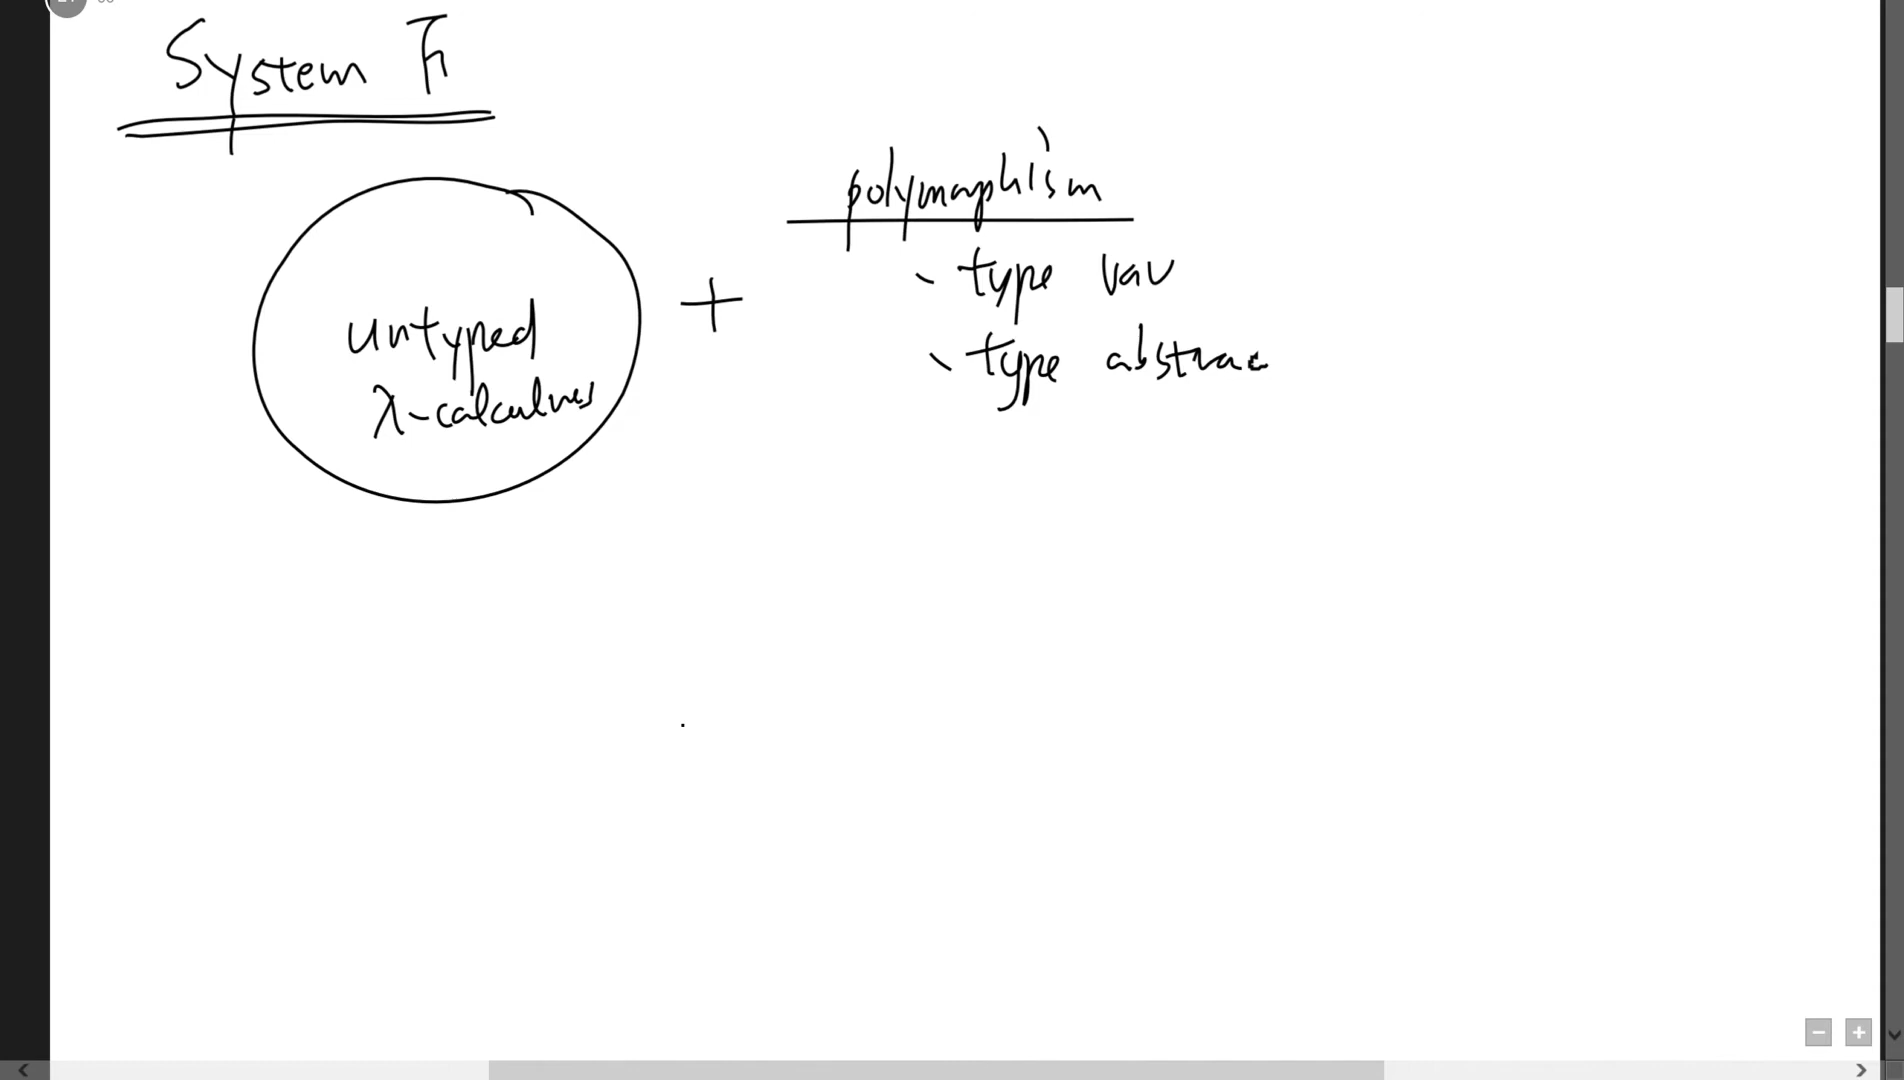 System F
polymorphism
type var
type abstrac
untyped
λ-calculus
+